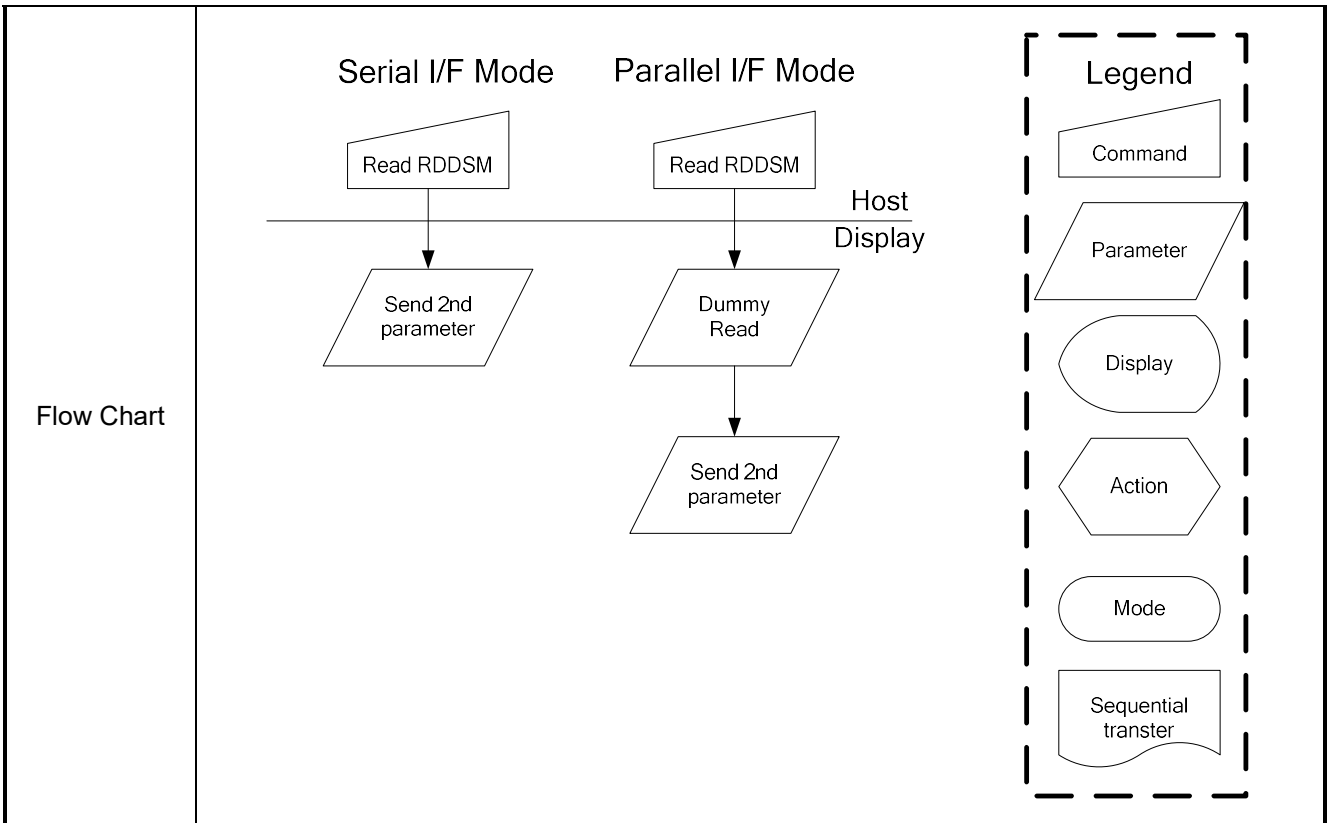 Flow Chart
Serial I/F Mode
Parallel I/F Mode
Read RDDSM
Read RDDSM
Host
Display
Send 2nd
parameter
Dummy
Read
Send 2nd
parameter
Legend
Command
Parameter
Display
Action
Mode
Sequential
transter